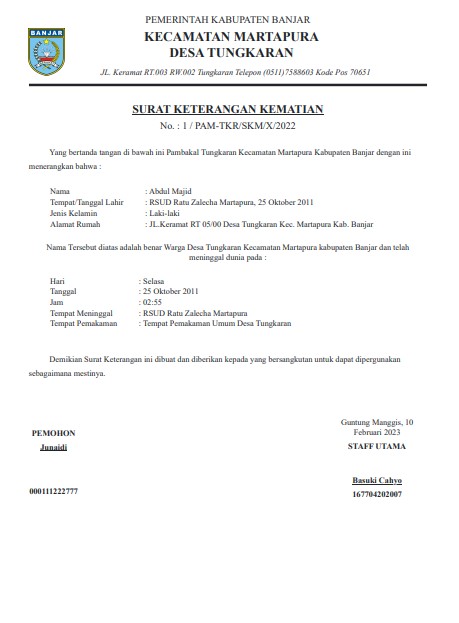 BANJAR
PEMERINTAH KABUPATEN BANJAR
KECAMATAN MARTAPURA
DESA TUNGKARAN
JL. Keramat RT.003 RW.002 Tungkaran Telepon (0511)7588603 Kode Pos 70651
SURAT KETERANGAN KEMATIAN
No. : 1 / PAM-TKR/SKM/X/2022
Yang bertanda tangan di bawah ini Pambakal Tungkaran Kecamatan Martapura Kabupaten Banjar dengan ini
menerangkan bahwa :
Nama : Abdul Majid
Tempat/Tanggal Lahir : RSUD Ratu Zalecha Martapura, 25 Oktober 2011
Jenis Kelamin : Laki-laki
Alamat Rumah : JL.Keramat RT 05/00 Desa Tungkaran Kec. Martapura Kab. Banjar
Nama Tersebut diatas adalah benar Warga Desa Tungkaran Kecamatan Martapura kabupaten Banjar dan telah
meninggal dunia pada :
Hari : Selasa
Tanggal : 25 Oktober 2011
Jam : 02:55
Tempat Meninggal : RSUD Ratu Zalecha Martapura
Tempat Pemakaman : Tempat Pemakaman Umum Desa Tungkaran
Demikian Surat Keterangan ini dibuat dan diberikan kepada yang bersangkutan untuk dapat dipergunakan
sebagaimana mestinya.
Guntung Manggis, 10
Februari 2023
PEMOHON
STAFF UTAMA
Junaidi
Basuki Cahyo
000111222777
167704202007